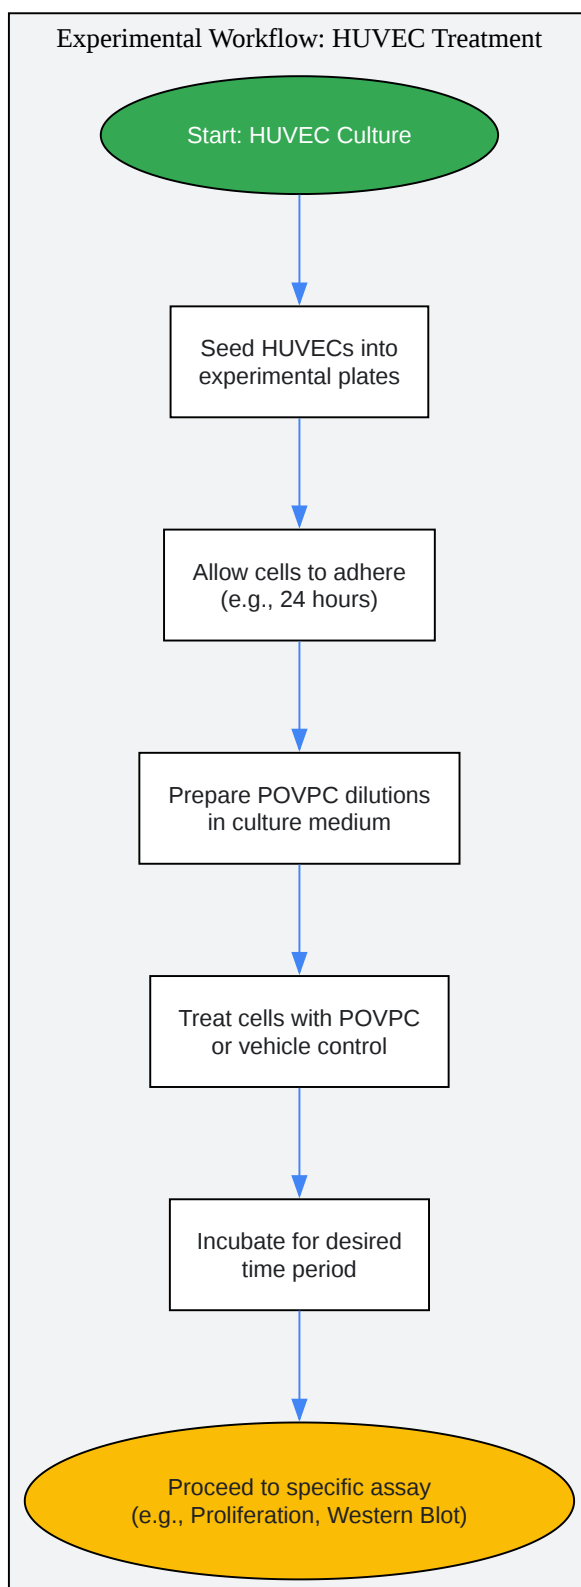 Experimental Workflow: HUVEC Treatment
Start: HUVEC Culture
Seed HUVECs into
experimental plates
Allow cells to adhere
(e.g., 24 hours)
Prepare POVPC dilutions
in culture medium
Treat cells with POVPC
or vehicle control
Incubate for desired
time period
Proceed to specific assay
(e.g., Proliferation, Western Blot)